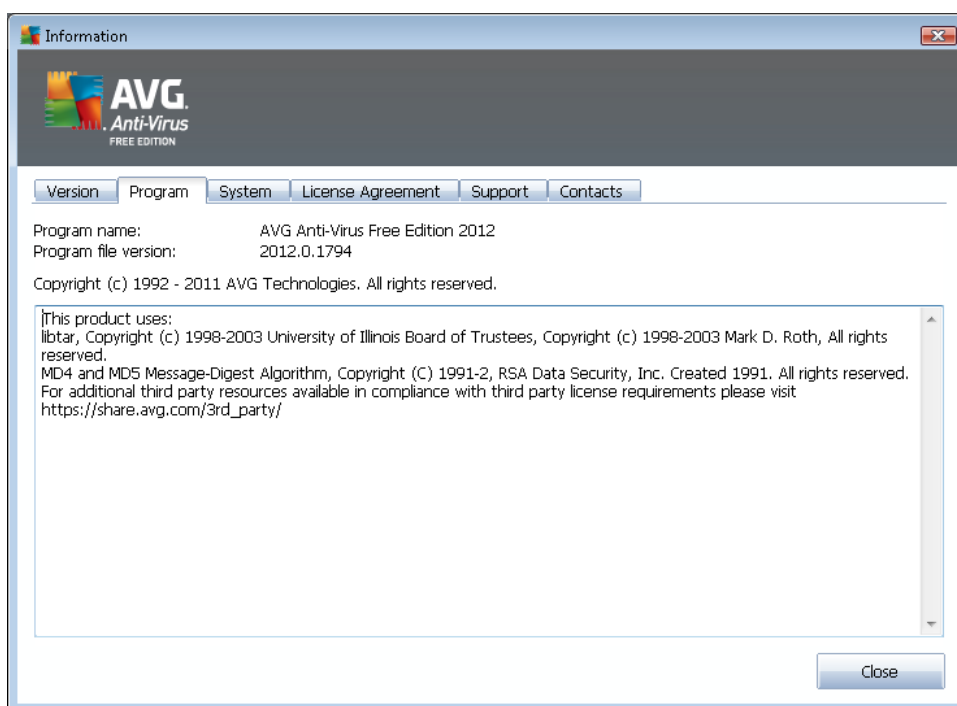 Information
AVG.
Anti-Virus
FREE EDITION
Version Program System License Agreement Support Contacts
Program name: AVG Anti-Virus Free Edition 2012
Program file version: 2012.0.1794
Copyright (c) 1992 - 2011 AVG Technologies. All rights reserved.
This product uses:
libtar, Copyright (c) 1998-2003 University of Illinois Board of Trustees, Copyright (c) 1998-2003 Mark D. Roth, All rights
reserved.
MD4 and MD5 Message-Digest Algorithm, Copyright (C) 1991-2, RSA Data Security, Inc. Created 1991. All rights reserved.
For additional third party resources available in compliance with third party license requirements please visit
https://share.avg.com/3rd_party/
Close